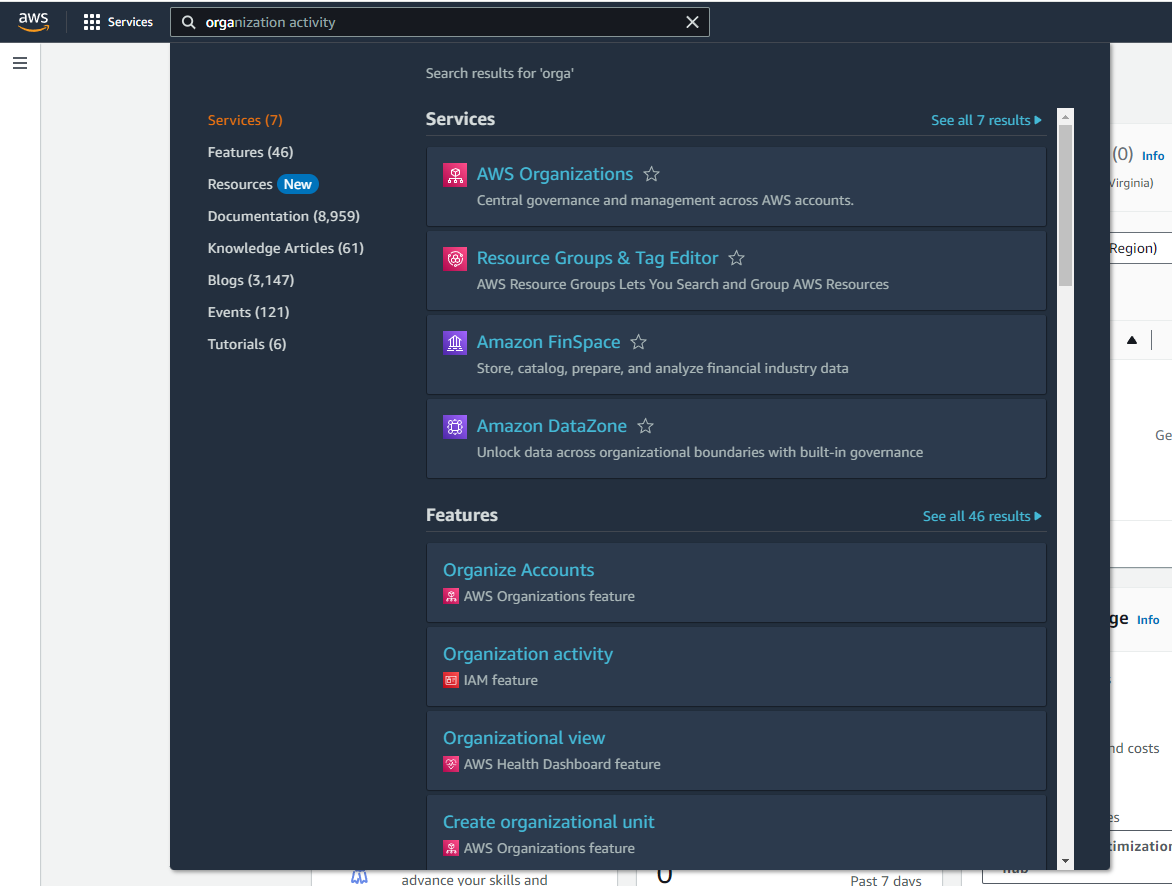 aws
Services
organization activity
Search results for 'orga'
Services (7)
Features (46)
Resources New
Documentation (8,959)
Knowledge Articles (61)
Blogs (3,147)
Events (121)
Tutorials (6)
Services
See all 7 results
AWS Organizations
Central governance and management across AWS accounts.
Resource Groups & Tag Editor
AWS Resource Groups Lets You Search and Group AWS Resources
Amazon FinSpace
Store, catalog, prepare, and analyze financial industry data
Amazon DataZone
Unlock data across organizational boundaries with built-in governance
Features
See all 46 results
Organize Accounts
AWS Organizations feature
Organization activity
IAM feature
Organizational view
AWS Health Dashboard feature
Create organizational unit
AWS Organizations feature
(0) Info
Virginia)
Region)
Ge
ge Info
nd costs
es
timization
hub
advance your skills and
0
Past 7 days